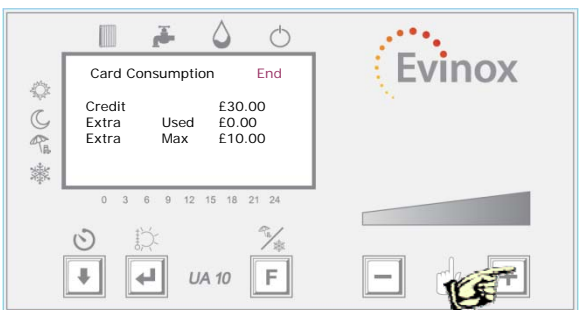 Card Consumption End
Evinox
Credit £30.00
Extra Used £0.00
Extra Max £10.00
0 3 6 9 12 15 18 21 24
UA 10 F − +